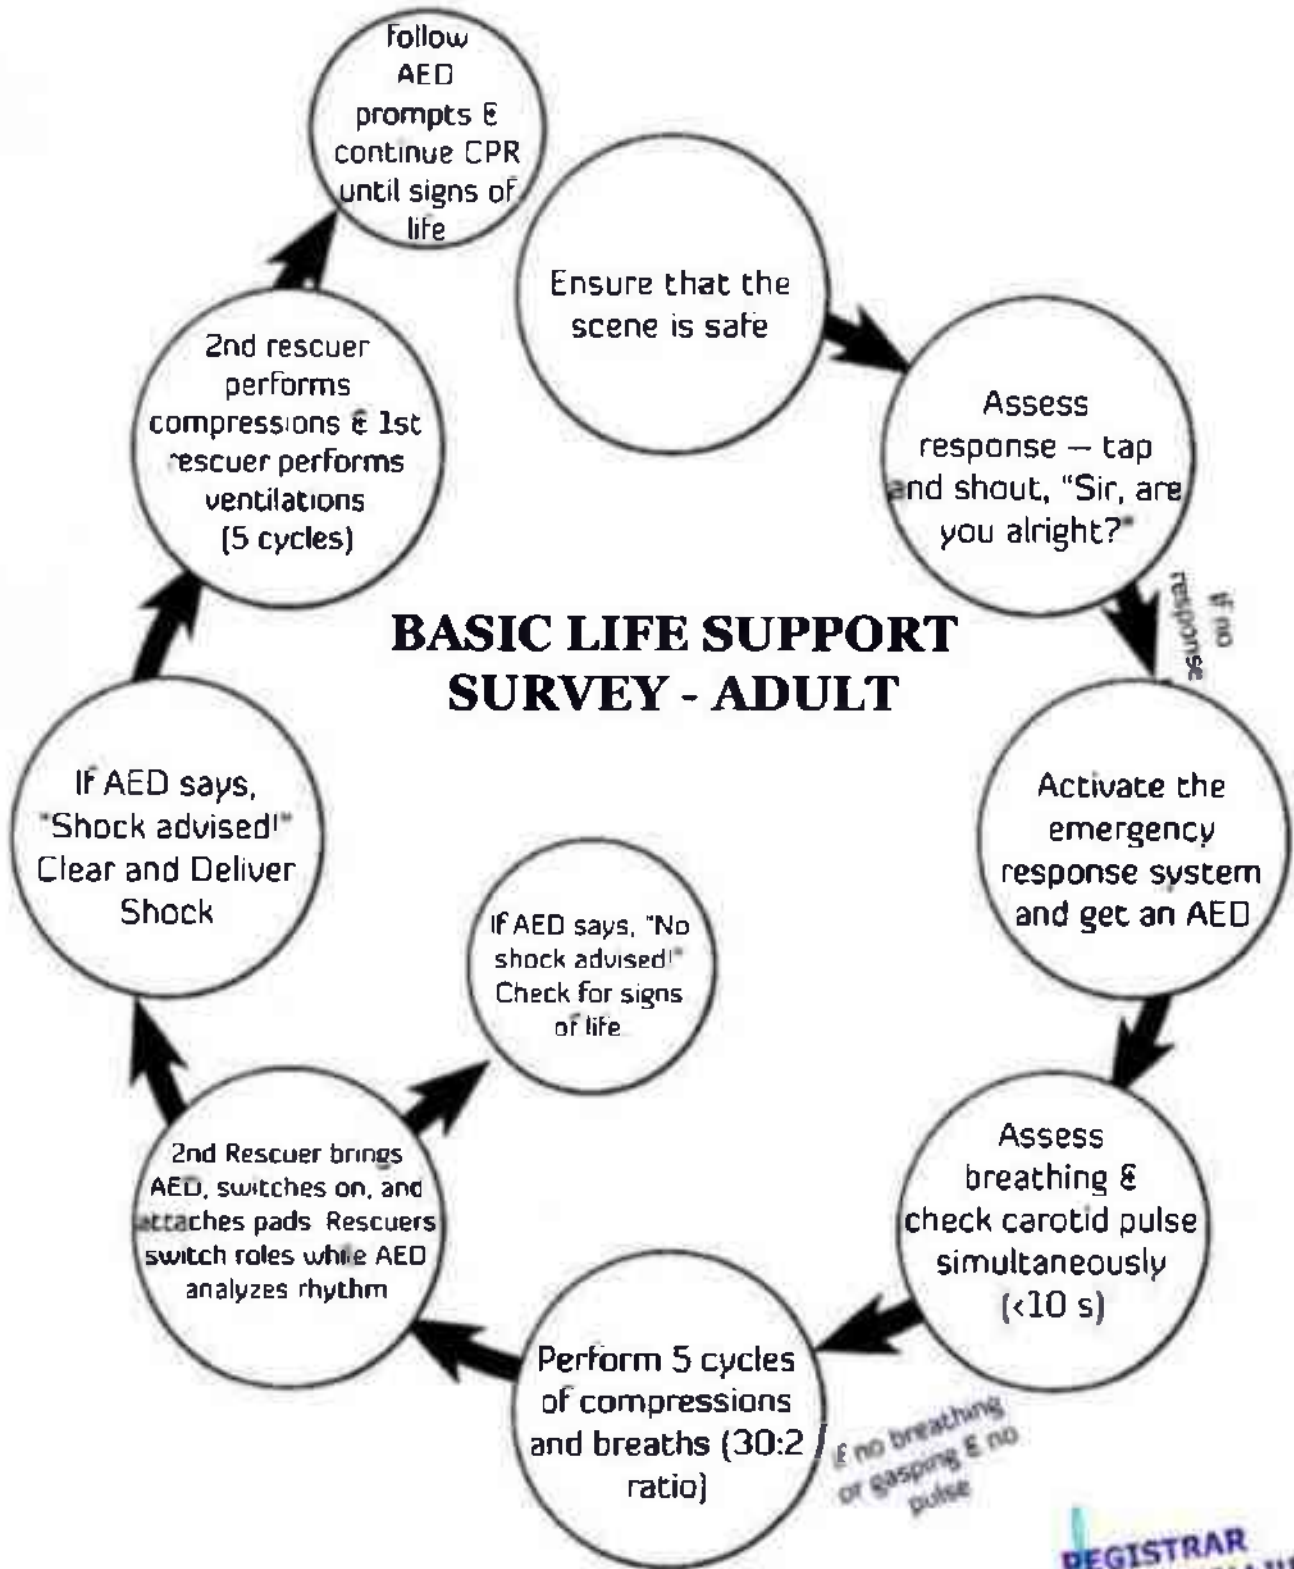 BASIC LIFE SUPPORT
SURVEY - ADULT
Ensure that the
scene is safe
Assess
response — tap
and shout, "Sir, are
you alright?"
if no
response
Activate the
emergency
response system
and get an AED
Assess
breathing &
check carotid pulse
simultaneously
(<10 s)
no breathing
or gasping & no
pulse
Perform 5 cycles
of compressions
and breaths (30:2
ratio)
2nd Rescuer brings
AED, switches on, and
attaches pads Rescuers
switch roles while AED
analyzes rhythm
If AED says, "No
shock advised!"
Check for signs
of life
If AED says,
"Shock advised!"
Clear and Deliver
Shock
2nd rescuer
performs
compressions & 1st
rescuer performs
ventilations
(5 cycles)
Follow
AED
prompts &
continue CPR
until signs of
life
REGISTRAR